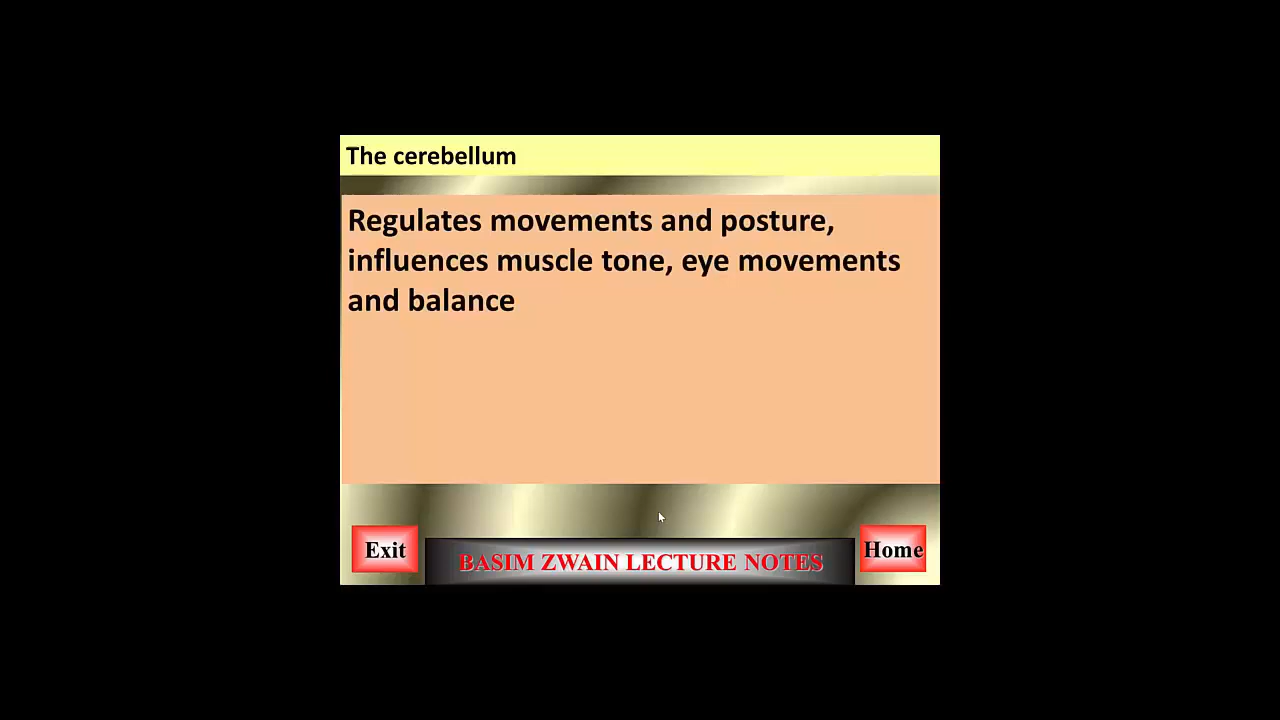 The cerebellum
Regulates movements and posture,
influences muscle tone, eye movements
and balance
Exit
BASIM ZWAIN LECTURE NOTES
Home